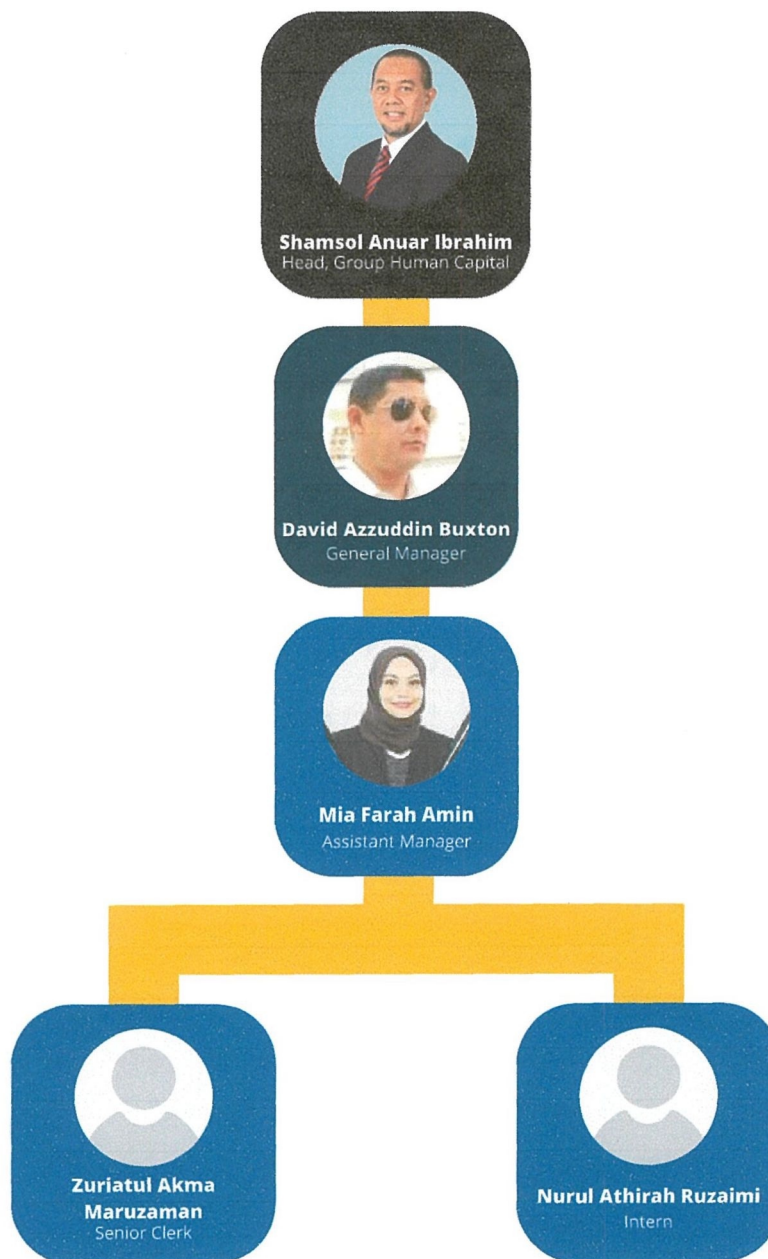 Shamsol Anuar Ibrahim
Head, Group Human Capital
David Azzuddin Buxton
General Manager
Mia Farah Amin
Assistant Manager
Zuriatul Akma
Maruzaman
Senior Clerk
Nurul Athirah Ruzaimi
Intern